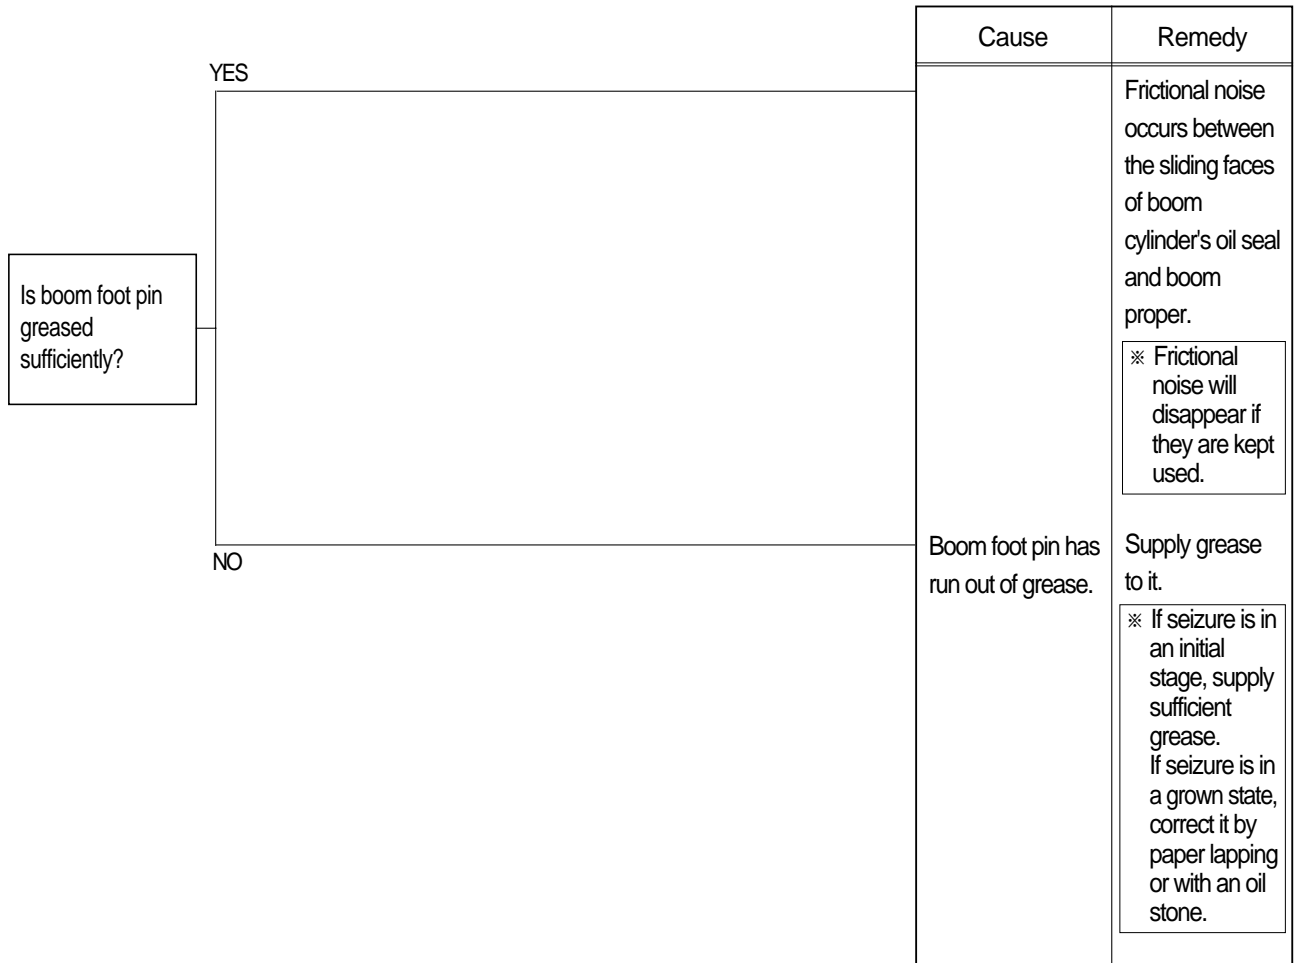 Cause
Remedy
YES
Frictional noise
occurs between
the sliding faces
of boom
cylinder's oil seal
and boom
proper.
※ Frictional
noise will
disappear if
they are kept
used.
Is boom foot pin
greased
sufficiently?
NO
Boom foot pin has
run out of grease.
Supply grease
to it.
※ If seizure is in
an initial
stage, supply
sufficient
grease.
If seizure is in
a grown state,
correct it by
paper lapping
or with an oil
stone.